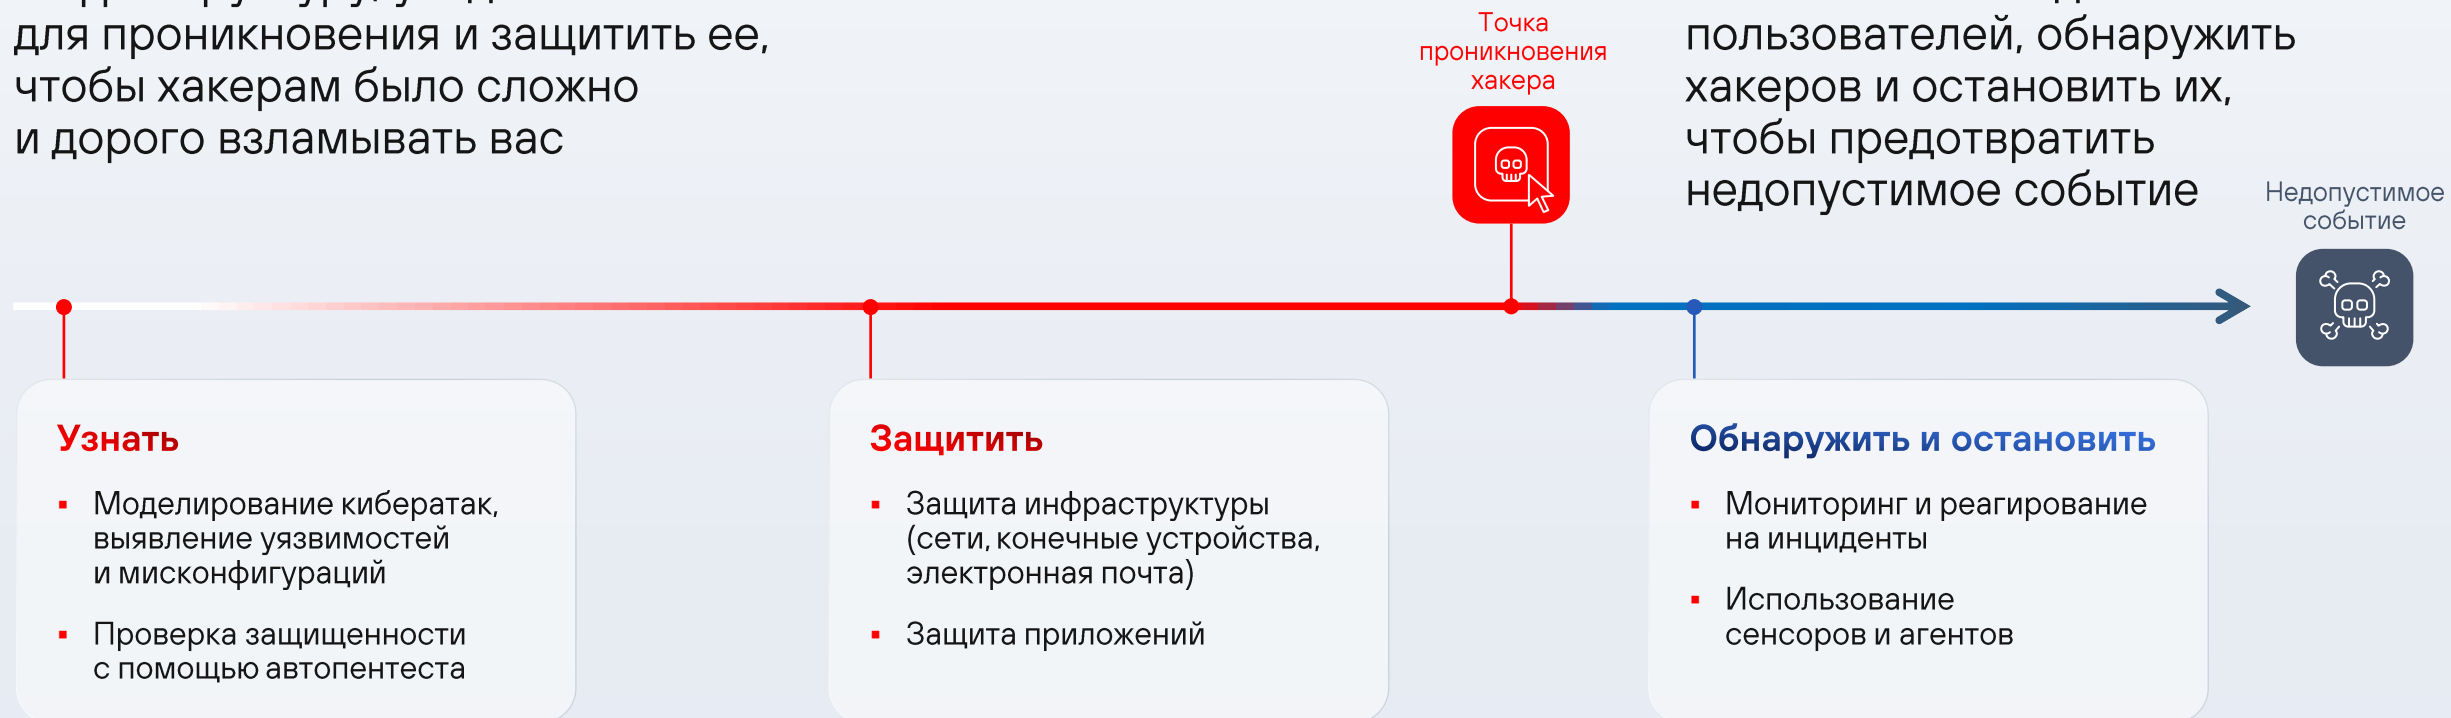 для проникновения и защитить ее,
чтобы хакерам было сложно
и дорого взламывать вас
Точка
проникновения
хакера
пользователей, обнаружить
хакеров и остановить их,
чтобы предотвратить
недопустимое событие
Недопустимое
событие
Узнать
▪ Моделирование кибератак,
выявление уязвимостей
и мисконфигураций
▪ Проверка защищенности
с помощью автопентеста
Защитить
▪ Защита инфраструктуры
(сети, конечные устройства,
электронная почта)
▪ Защита приложений
Обнаружить и остановить
▪ Мониторинг и реагирование
на инциденты
▪ Использование
сенсоров и агентов